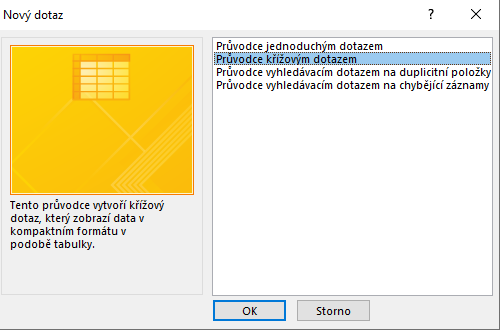 Nový dotaz
Průvodce jednoduchým dotazem
Průvodce křížovým dotazem
Průvodce vyhledávacím dotazem na duplicitní položky
Průvodce vyhledávacím dotazem na chybějící záznamy
Tento průvodce vytvoří křížový
dotaz, který zobrazí data v
kompaktním formátu v
podobě tabulky.
OK
Storno